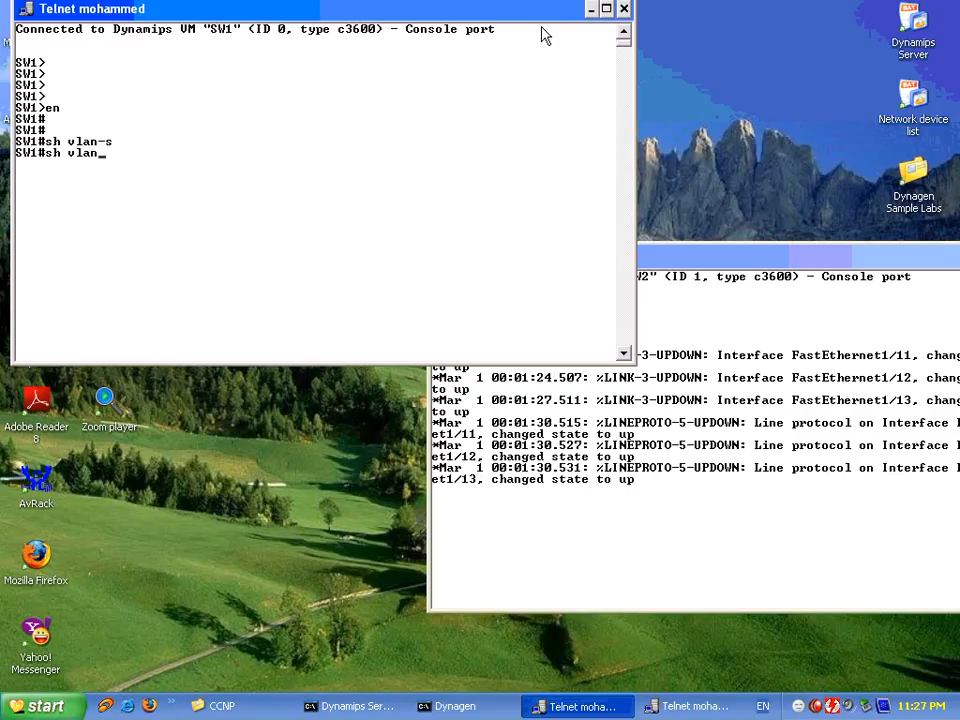 Telnet mohammed
Connected to Dynamips VM "SW1" (ID 0, type c3600) - Console port
SW1>
SW1>
SW1>
SW1>
SW1>en
SW1#
SW1#
SW1#sh vlan-s
SW1#sh vlan_
Dynamips
Server
Network device
list
Dynagen
Sample Labs
W2" (ID 1, type c3600) - Console port
-3-UPDOWN: Interface FastEthernet1/11, chang
to up
*Mar 1 00:01:24.507: %LINK-3-UPDOWN: Interface FastEthernet1/12, chang
to up
*Mar 1 00:01:27.511: %LINK-3-UPDOWN: Interface FastEthernet1/13, chang
to up
*Mar 1 00:01:30.515: %LINEPROTO-5-UPDOWN: Line protocol on Interface
et1/11, changed state to up
*Mar 1 00:01:30.527: %LINEPROTO-5-UPDOWN: Line protocol on Interface
et1/12, changed state to up
*Mar 1 00:01:30.531: %LINEPROTO-5-UPDOWN: Line protocol on Interface
et1/13, changed state to up
Adobe Reader
8
Zoom player
AvRack
Mozilla Firefox
Yahoo!
Messenger
start
CCNP
Dynamips Ser...
Dynagen
Telnet moha...
Telnet moha...
EN
11:27 PM